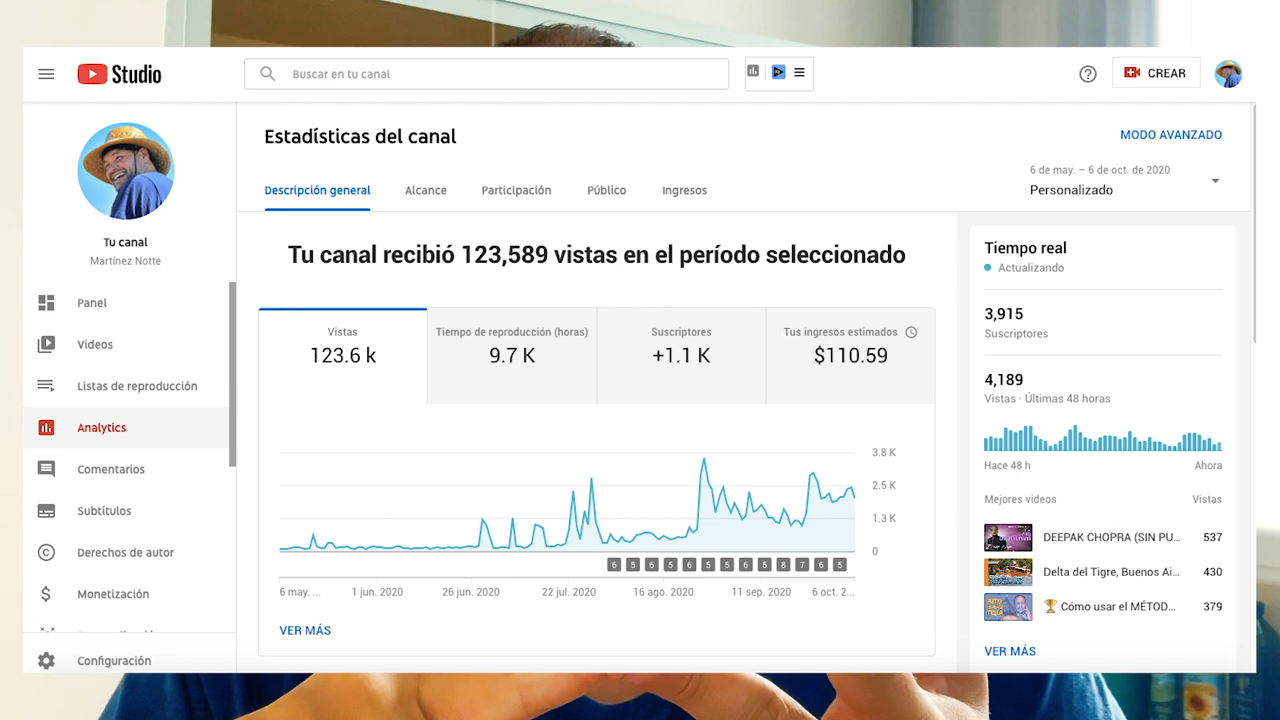 Studio
Buscar en tu canal
CREAR
Tu canal
Martínez Notte
Panel
Videos
Listas de reproducción
Analytics
Comentarios
Subtítulos
Derechos de autor
Monetización
Configuración
Estadísticas del canal
MODO AVANZADO
Descripción general
Alcance
Participación
Público
Ingresos
6 de may. – 6 de oct. de 2020
Personalizado
Tu canal recibió 123,589 vistas en el período seleccionado
Vistas
123.6 k
Tiempo de reproducción (horas)
9.7 K
Suscriptores
+1.1 K
Tus ingresos estimados
$110.59
3.8 K
2.5 K
1.3 K
0
6 5 6 5 6 5 5 6 5 8 7 6 5
6 may. ...
1 jun. 2020
26 jun. 2020
22 jul. 2020
16 ago. 2020
11 sep. 2020
6 oct. 2...
VER MÁS
Tiempo real
Actualizando
3,915
Suscriptores
4,189
Vistas · Últimas 48 horas
Hace 48 h
Ahora
Mejores videos
Vistas
DEEPAK CHOPRA (SIN PU...
537
Delta del Tigre, Buenos Ai...
430
Cómo usar el MÉTOD...
379
VER MÁS